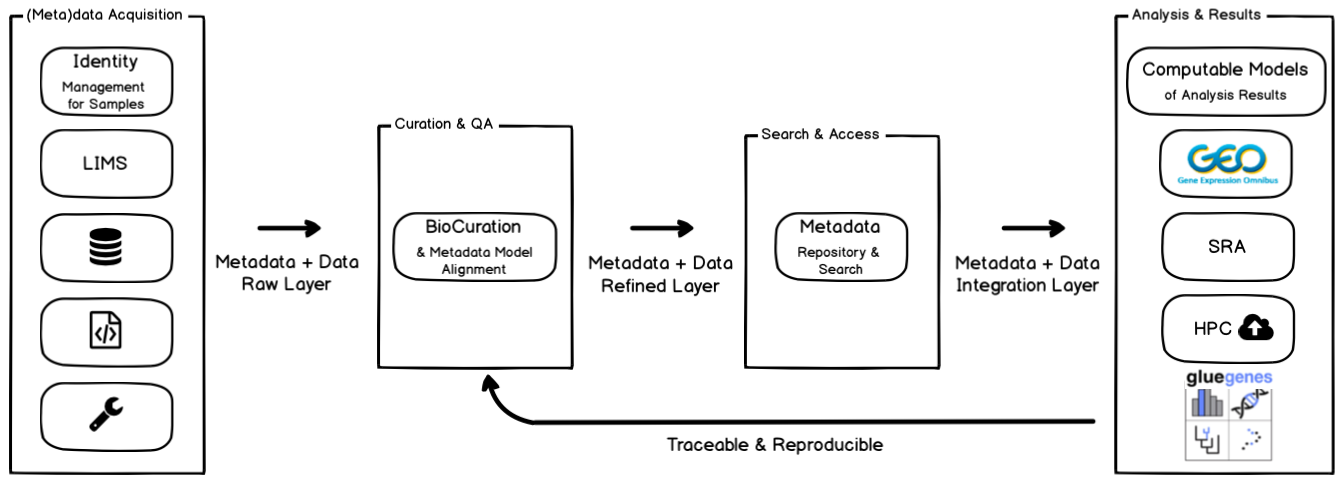 (Meta)data Acquisition
Identity
Management
for Samples
LIMS
Metadata + Data
Raw Layer
Curation & QA
BioCuration
& Metadata Model
Alignment
Metadata + Data
Refined Layer
Search & Access
Metadata
Repository &
Search
Metadata + Data
Integration Layer
Analysis & Results
Computable Models
of Analysis Results
GEO
Gene Expression Omnibus
SRA
HPC
gluegenes
Traceable & Reproducible